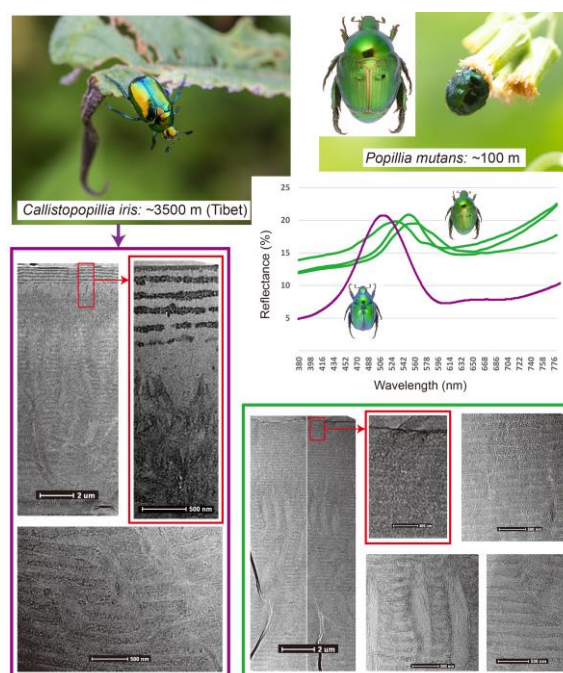 Callistopopillia iris: ~3500 m (Tibet)
Popillia mutans: ~100 m
Reflectance (%)
25
20
15
10
5
380 398 416 434 452 470 488 506 524 542 560 578 596 614 632 650 668 686 704 722 740 758 776
Wavelength (nm)
2 um
500 nm
500 nm
2 um
500nm
500nm